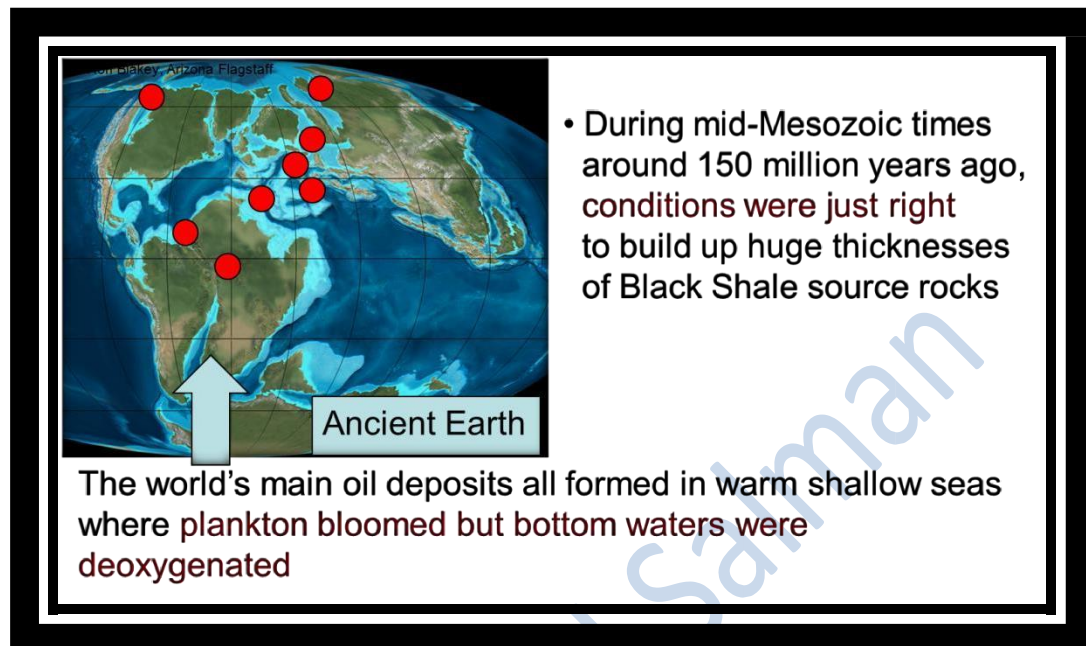 Ron Blakey, Arizona Flagstaff
• During mid-Mesozoic times
around 150 million years ago,
conditions were just right
to build up huge thicknesses
of Black Shale source rocks
Ancient Earth
The world's main oil deposits all formed in warm shallow seas
where plankton bloomed but bottom waters were
deoxygenated
Salman